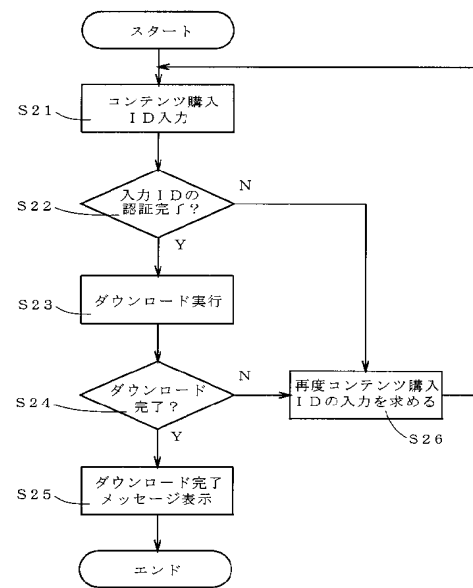 スタート
S21
コンテンツ購入
ID入力
S22
入力IDの
認証完了?
N
Y
S23
ダウンロード実行
S24
ダウンロード
完了?
N
Y
再度コンテンツ購入
IDの入力を求める
S26
S25
ダウンロード完了
メッセージ表示
エンド